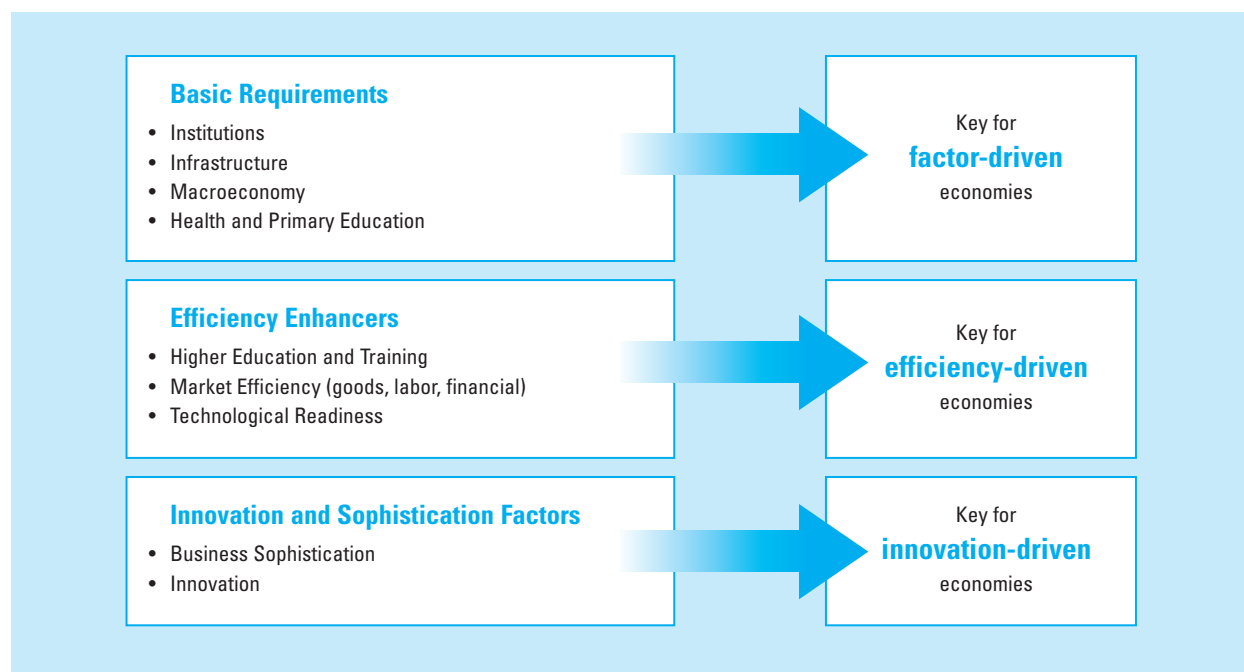 Basic Requirements
• Institutions
• Infrastructure
• Macroeconomy
• Health and Primary Education
Key for
factor-driven
economies
Efficiency Enhancers
• Higher Education and Training
• Market Efficiency (goods, labor, financial)
• Technological Readiness
Key for
efficiency-driven
economies
Innovation and Sophistication Factors
• Business Sophistication
• Innovation
Key for
innovation-driven
economies